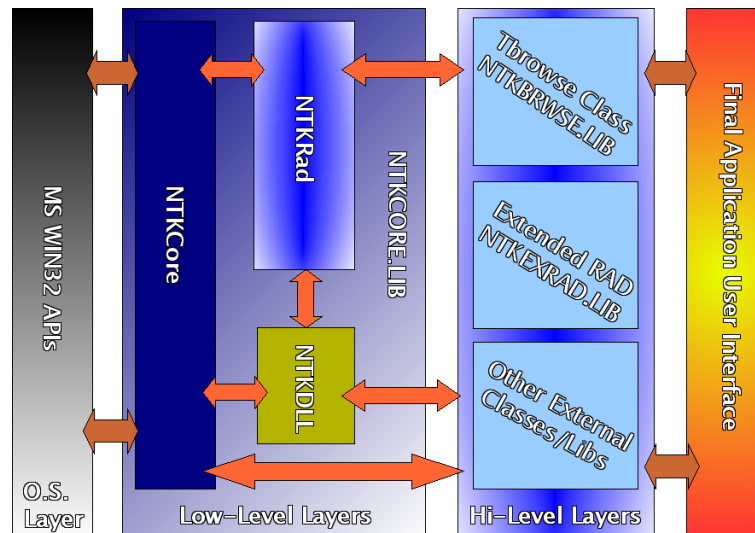 MS WIN32 APIs
O.S.
Layer
NTKCore
NTKRad
NTKDLL
NTKCORE.LIB
Low-Level Layers
Tbrowse Class
NTKBRWSE.LIB
Extended RAD
NTKEXRAD.LIB
Other External
Classes/Libs
Hi-Level Layers
Final Application User Interface